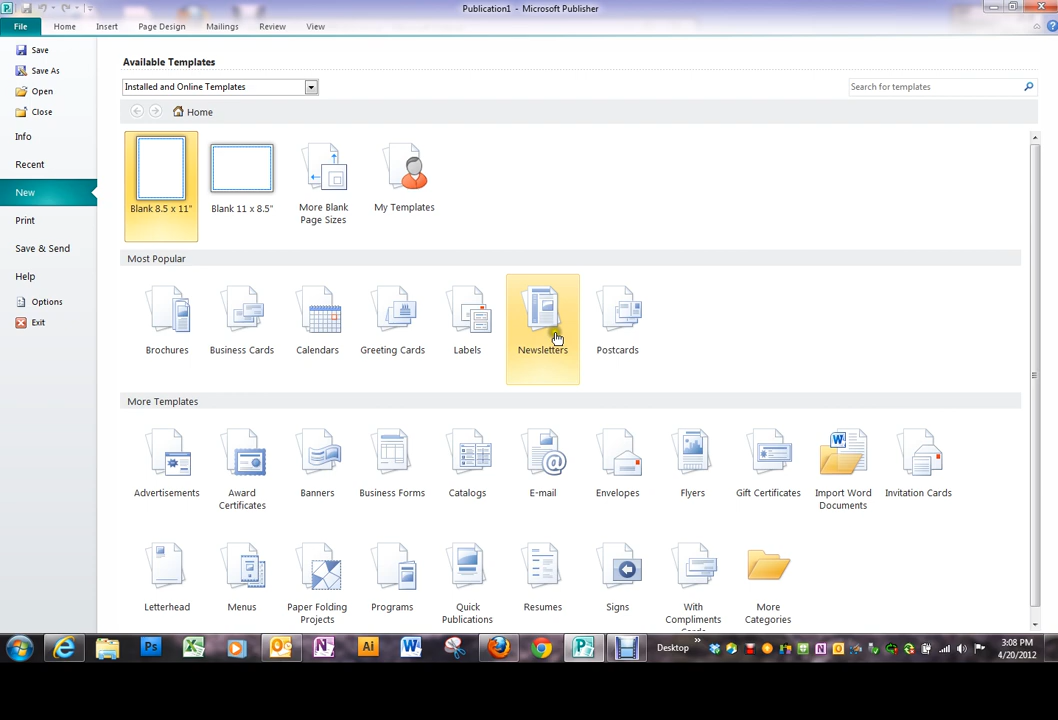 Publication1 - Microsoft Publisher
File Home Insert Page Design Mailings Review View
Save
Save As
Open
Close
Info
Recent
New
Print
Save & Send
Help
Options
Exit
Available Templates
Installed and Online Templates
Search for templates
Home
Blank 8.5 x 11"
Blank 11 x 8.5"
More Blank
Page Sizes
My Templates
Most Popular
Brochures
Business Cards
Calendars
Greeting Cards
Labels
Newsletters
Postcards
More Templates
Advertisements
Award
Certificates
Banners
Business Forms
Catalogs
E-mail
Envelopes
Flyers
Gift Certificates
Import Word
Documents
Invitation Cards
Letterhead
Menus
Paper Folding
Projects
Programs
Quick
Publications
Resumes
Signs
With
Compliments
More
Categories
Desktop
3:08 PM
4/20/2012